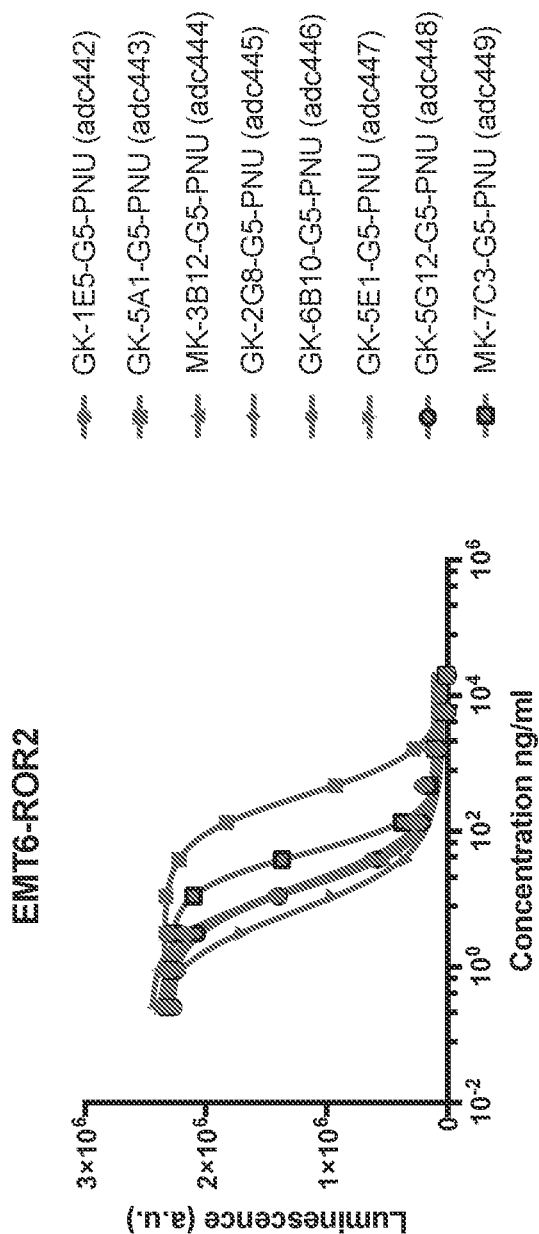 EMT6-ROR2
Luminescence (a.u.)
3×10⁶
2×10⁶
1×10⁶
0
10⁻²
10⁰
10²
10⁴
10⁶
Concentration ng/ml
GK-1E5-G5-PNU (adc442)
GK-5A1-G5-PNU (adc443)
MK-3B12-G5-PNU (adc444)
GK-2G8-G5-PNU (adc445)
GK-6B10-G5-PNU (adc446)
GK-5E1-G5-PNU (adc447)
GK-5G12-G5-PNU (adc448)
MK-7C3-G5-PNU (adc449)